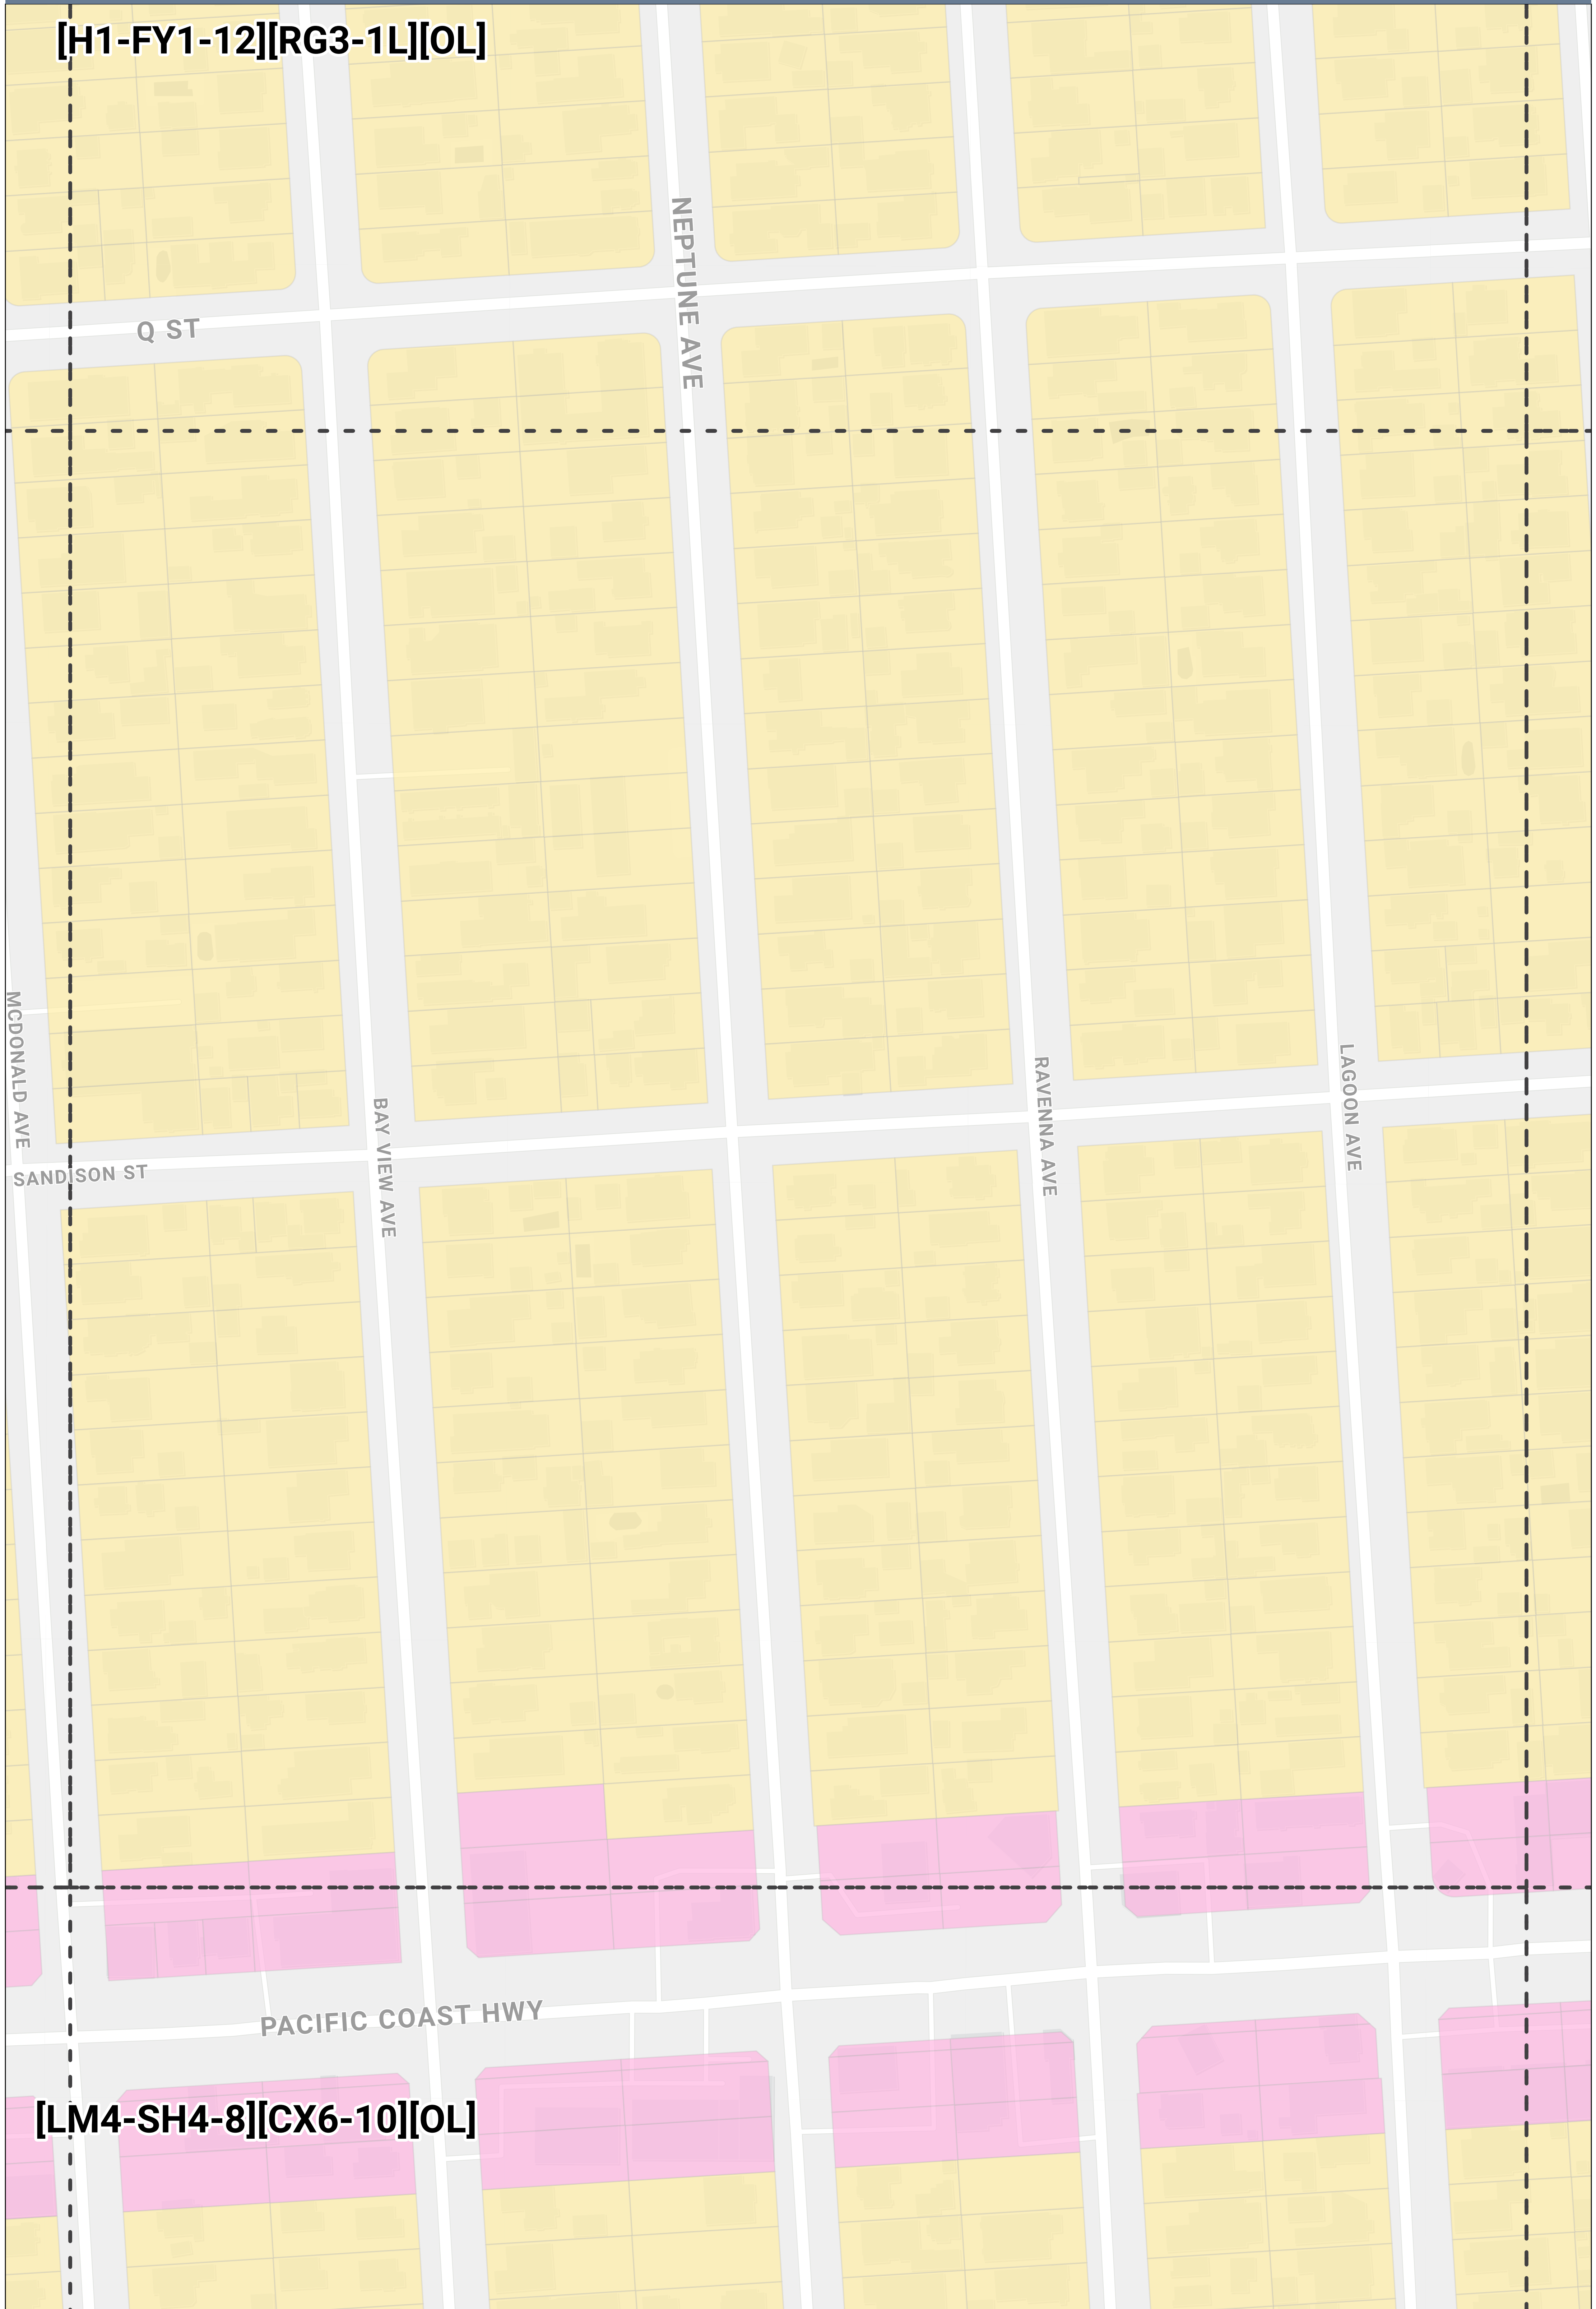 [H1-FY1-12][RG3-1L][OL]
NEPTUNE AVE
Q ST
MCDONALD AVE
BAY VIEW AVE
RAVENNA AVE
LAGOON AVE
SANDISON ST
PACIFIC COAST HWY
[LM4-SH4-8][CX6-10][OL]